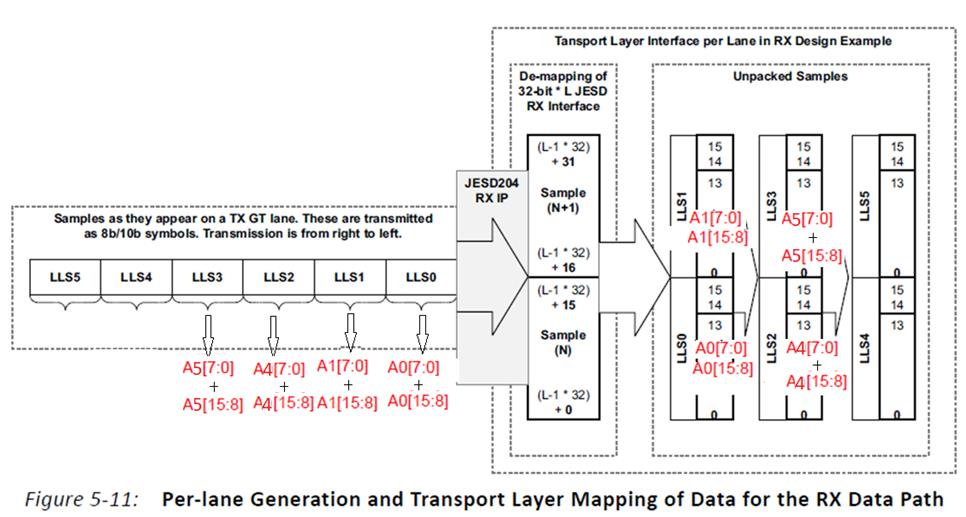 Tansport Layer Interface per Lane in RX Design Example
De-mapping of
32-bit * L JESD
RX Interface
Unpacked Samples
(L-1 * 32)
+ 31
Sample
(N+1)
(L-1 * 32)
+ 16
(L-1 * 32)
+ 15
Sample
(N)
(L-1 * 32)
+ 0
JESD204
RX IP
Samples as they appear on a TX GT lane. These are transmitted
as 8b/10b symbols. Transmission is from right to left.
LLS5 LLS4 LLS3 LLS2 LLS1 LLS0
A5[7:0] A4[7:0] A1[7:0] A0[7:0]
+ + + +
A5[15:8] A4[15:8] A1[15:8] A0[15:8]
LLS1
15
14
13
A1[7:0]
A1[15:8]
0
LLS3
15
14
13
A5[7:0]
+
A5[15:8]
0
LLS5
15
14
13
0
LLS0
15
14
13
A0[7:0]
A0[15:8]
0
LLS2
15
14
13
A4[7:0]
+
A4[15:8]
0
LLS4
15
14
13
0
Figure 5-11: Per-lane Generation and Transport Layer Mapping of Data for the RX Data Path